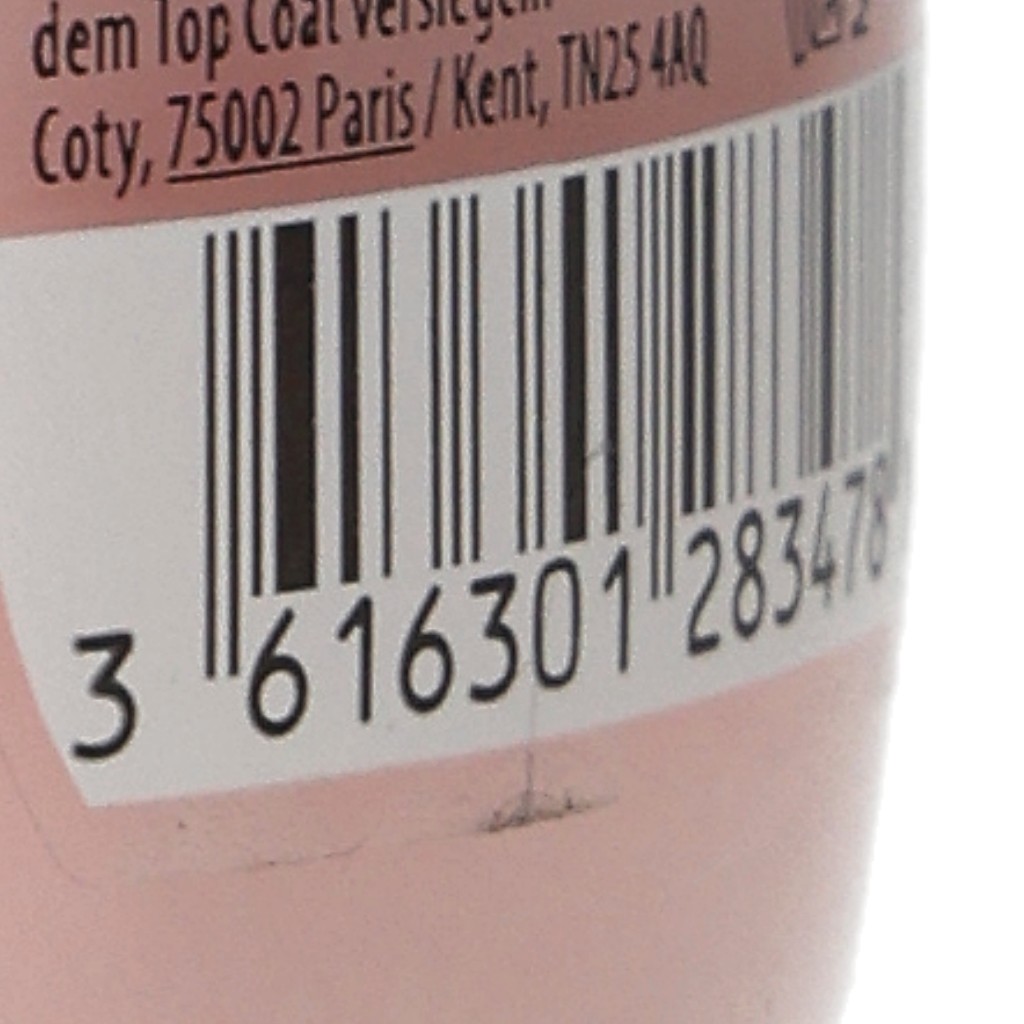 dem Top Coat versiegeln
Coty, 75002 Paris / Kent, TN25 4AQ
3 616301 283478